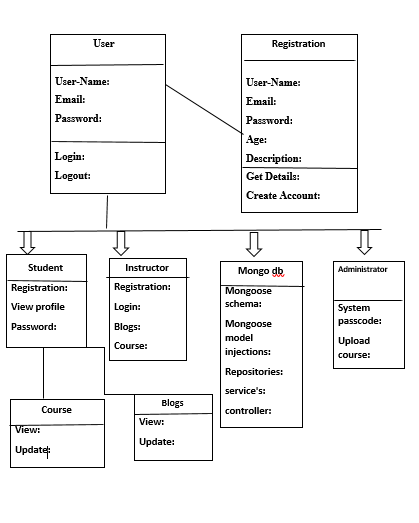 User
User-Name:
Email:
Password:
Login:
Logout:
Registration
User-Name:
Email:
Password:
Age:
Description:
Get Details:
Create Account:
Student
Registration:
View profile
Password:
Instructor
Registration:
Login:
Blogs:
Course:
Mongo db
Mongoose
schema:
Mongoose
model
injections:
Repositories:
service's:
controller:
Administrator
System
passcode:
Upload
course:
Course
View:
Update:
Blogs
View:
Update: